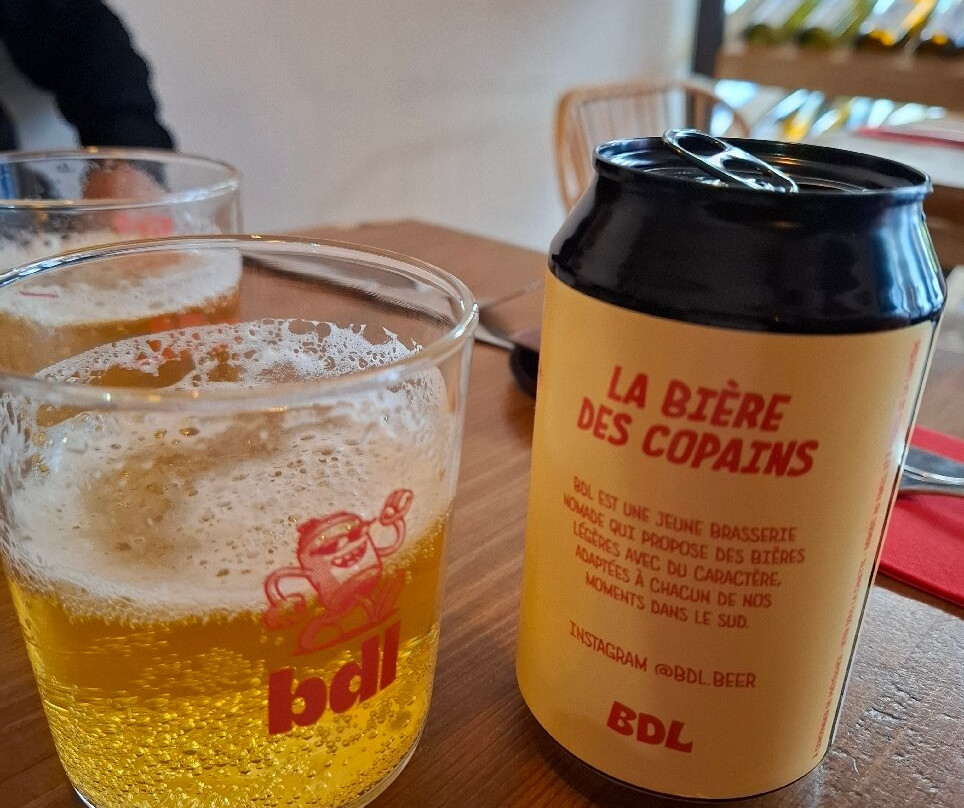 bdl
LA BIÈRE
DES COPAINS
BDL EST UNE JEUNE BRASSERIE
NOMADE QUI PROPOSE DES BIÈRES
LÉGÈRES AVEC DU CARACTÈRE,
ADAPTÉES À CHACUN DE NOS
MOMENTS DANS LE SUD.
INSTAGRAM @BDL.BEER
BDL